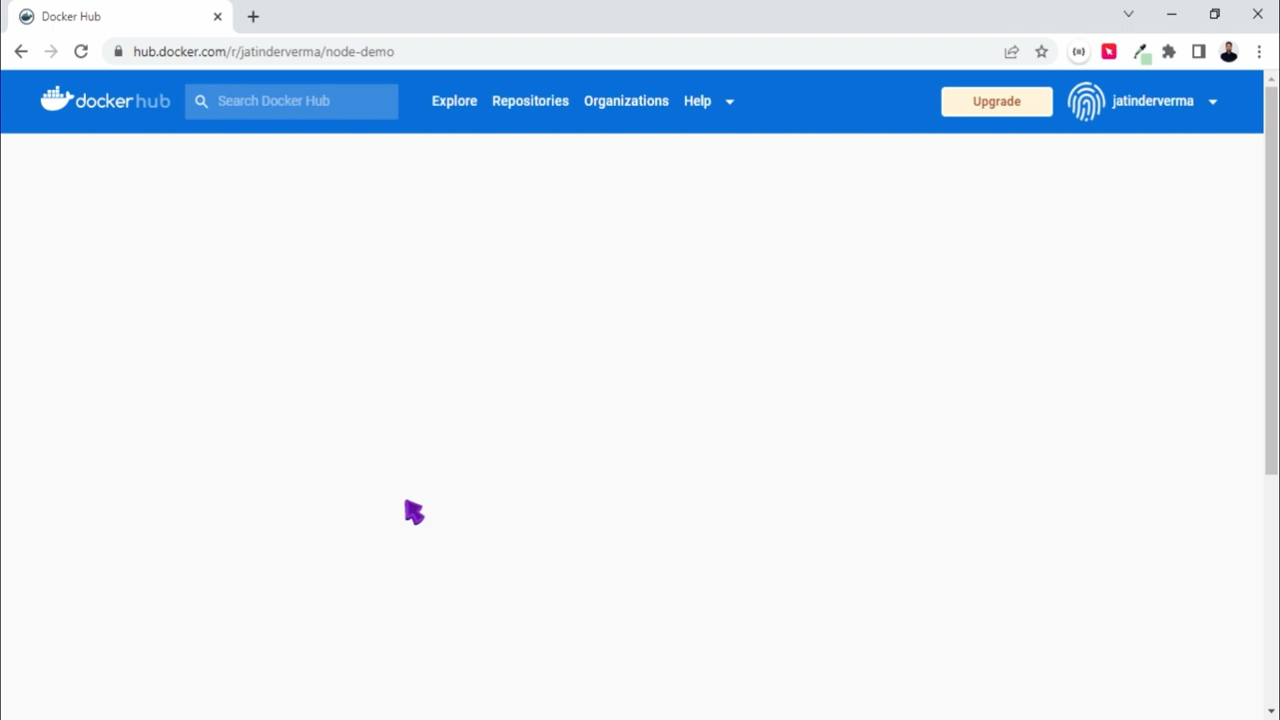 Docker Hub
hub.docker.com/r/jatinderverma/node-demo
docker hub
Search Docker Hub
Explore
Repositories
Organizations
Help
Upgrade
jatinderverma